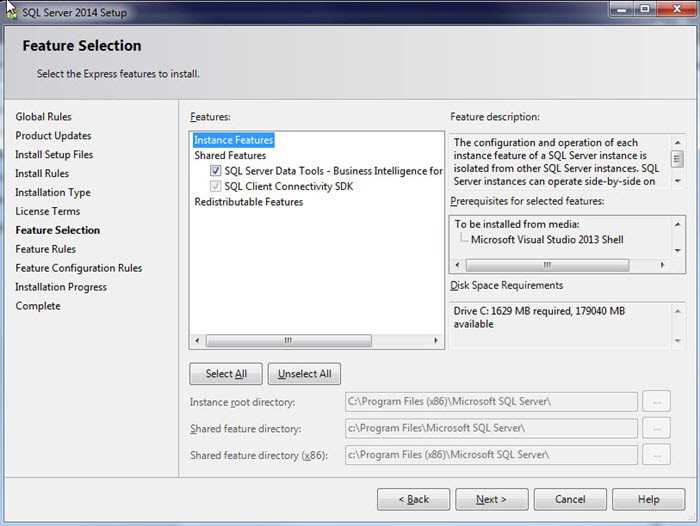 SQL Server 2014 Setup
Feature Selection
Select the Express features to install.
Global Rules
Product Updates
Install Setup Files
Install Rules
Installation Type
License Terms
Feature Selection
Feature Rules
Feature Configuration Rules
Installation Progress
Complete
Features:
Instance Features
Shared Features
SQL Server Data Tools - Business Intelligence for
SQL Client Connectivity SDK
Redistributable Features
Feature description:
The configuration and operation of each
instance feature of a SQL Server instance is
isolated from other SQL Server instances. SQL
Server instances can operate side-by-side on
Prerequisites for selected features:
To be installed from media:
Microsoft Visual Studio 2013 Shell
Disk Space Requirements
Drive C: 1629 MB required, 179040 MB
available
Select All
Unselect All
Instance root directory:
C:\Program Files (x86)\Microsoft SQL Server\
...
Shared feature directory:
c:\Program Files\Microsoft SQL Server\
...
Shared feature directory (x86):
c:\Program Files (x86)\Microsoft SQL Server\
...
< Back
Next >
Cancel
Help